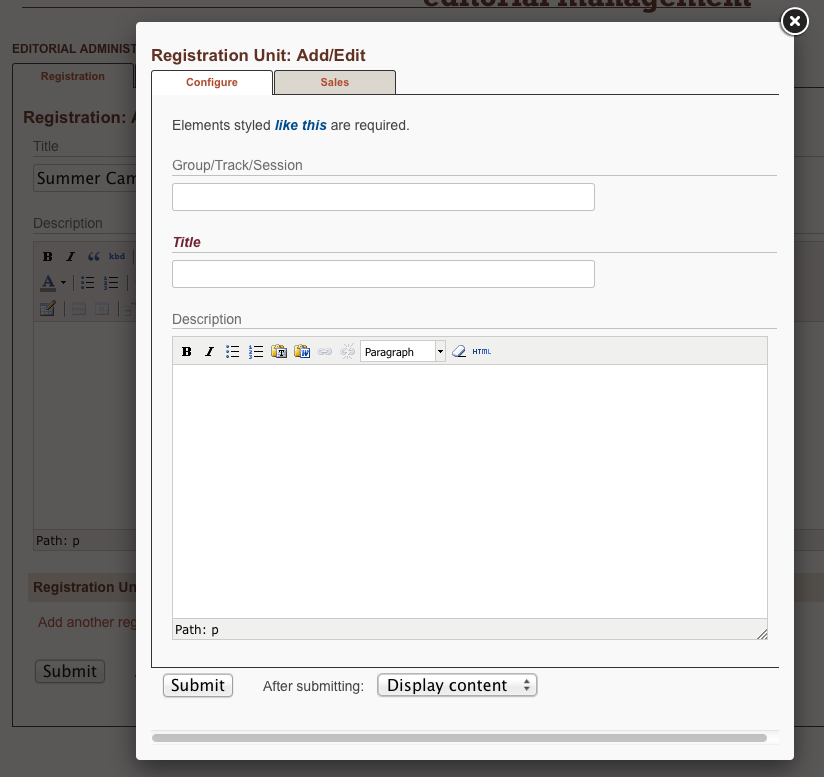 editorial management
EDITORIAL ADMINIST
Registration
Registration: A
Title
Summer Cam
Description
B I kbd
A
Path: p
Registration Un
Add another reg
Submit
Registration Unit: Add/Edit
Configure Sales
Elements styled like this are required.
Group/Track/Session
Title
Description
B I Paragraph HTML
Path: p
Submit After submitting: Display content